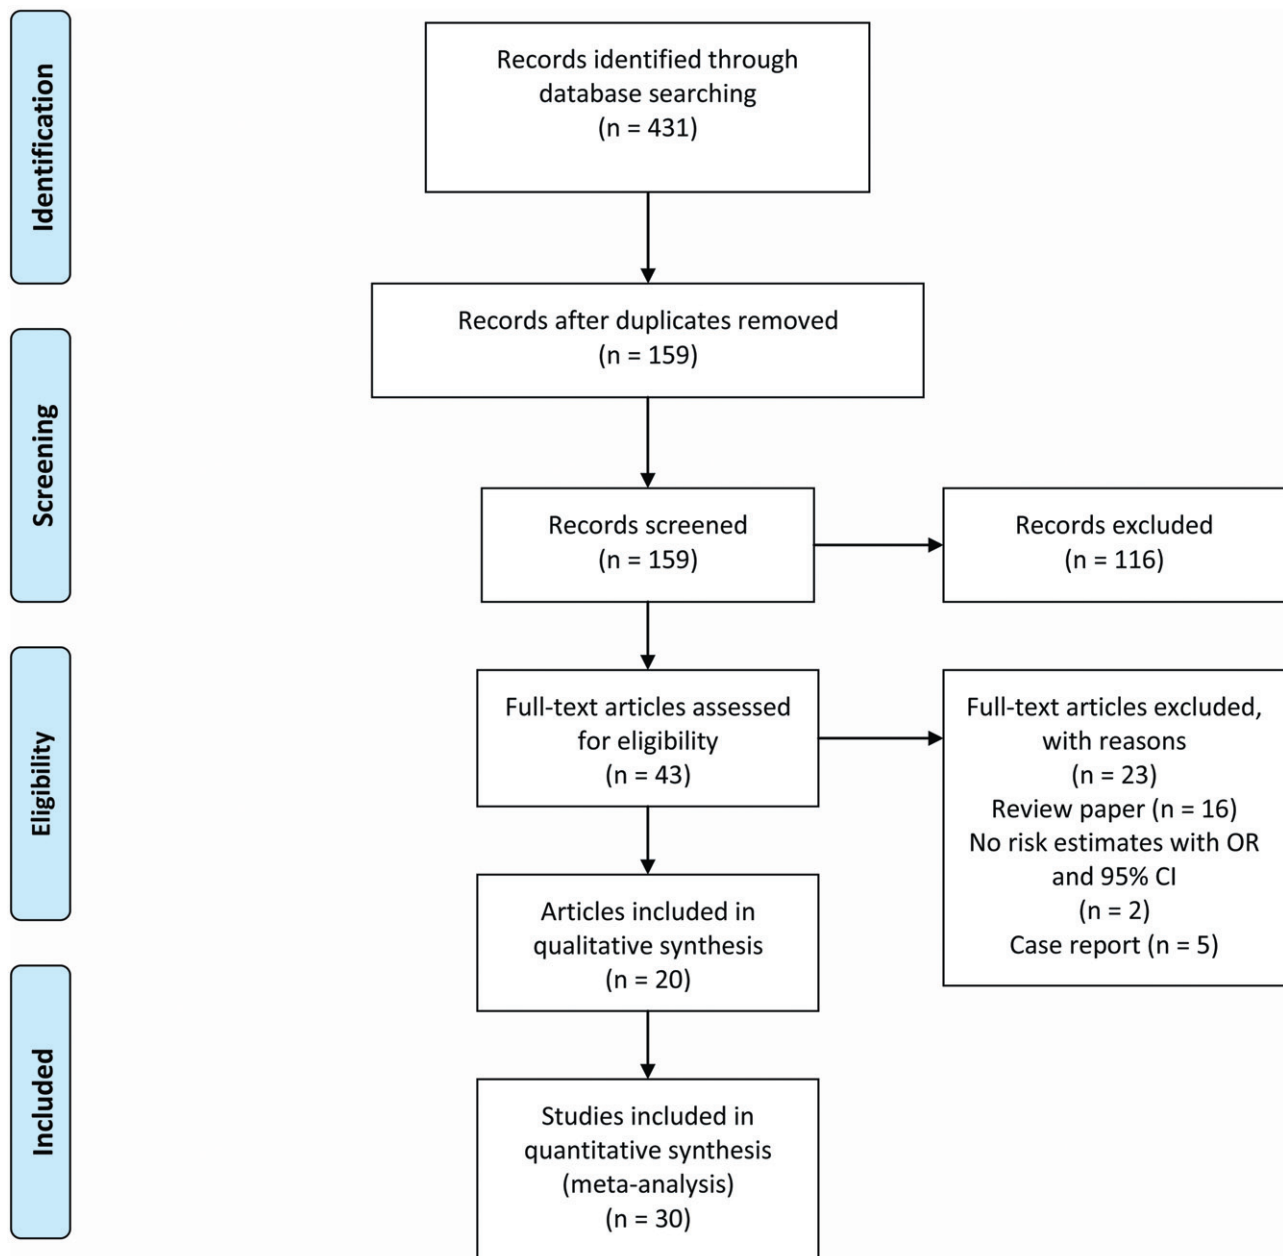 Identification
Records identified through
database searching
(n = 431)
Records after duplicates removed
(n = 159)
Screening
Records screened
(n = 159)
Records excluded
(n = 116)
Eligibility
Full-text articles assessed
for eligibility
(n = 43)
Full-text articles excluded,
with reasons
(n = 23)
Review paper (n = 16)
No risk estimates with OR
and 95% CI
(n = 2)
Case report (n = 5)
Articles included in
qualitative synthesis
(n = 20)
Included
Studies included in
quantitative synthesis
(meta-analysis)
(n = 30)